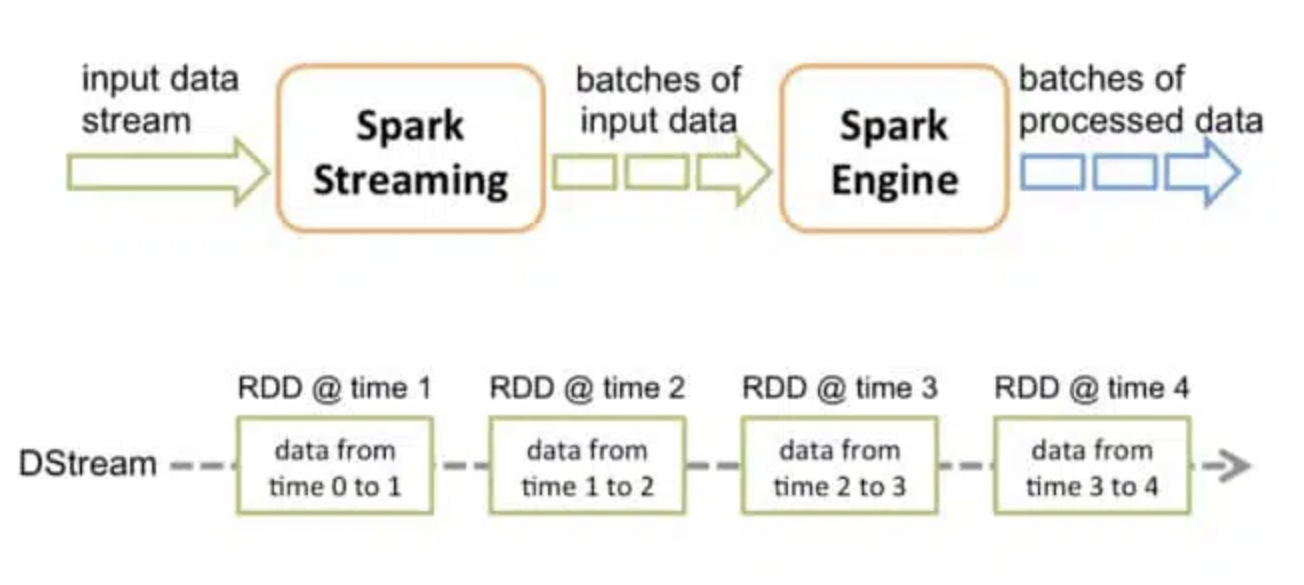 input data
stream
Spark
Streaming
batches of
input data
Spark
Engine
batches of
processed data
RDD @ time 1
RDD @ time 2
RDD @ time 3
RDD @ time 4
DStream
data from
time 0 to 1
data from
time 1 to 2
data from
time 2 to 3
data from
time 3 to 4